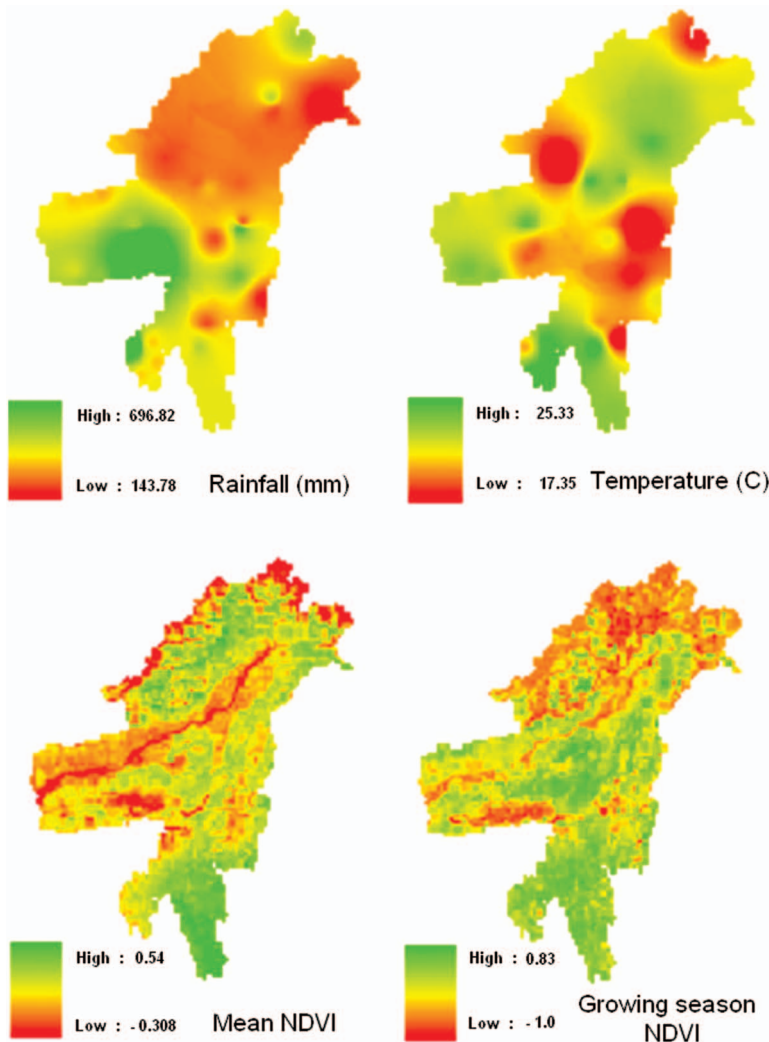 High : 696.82
Low : 143.78
Rainfall (mm)
High : 25.33
Low : 17.35
Temperature (C)
High : 0.54
Low : - 0.308
Mean NDVI
High : 0.83
Low : - 1.0
Growing season
NDVI